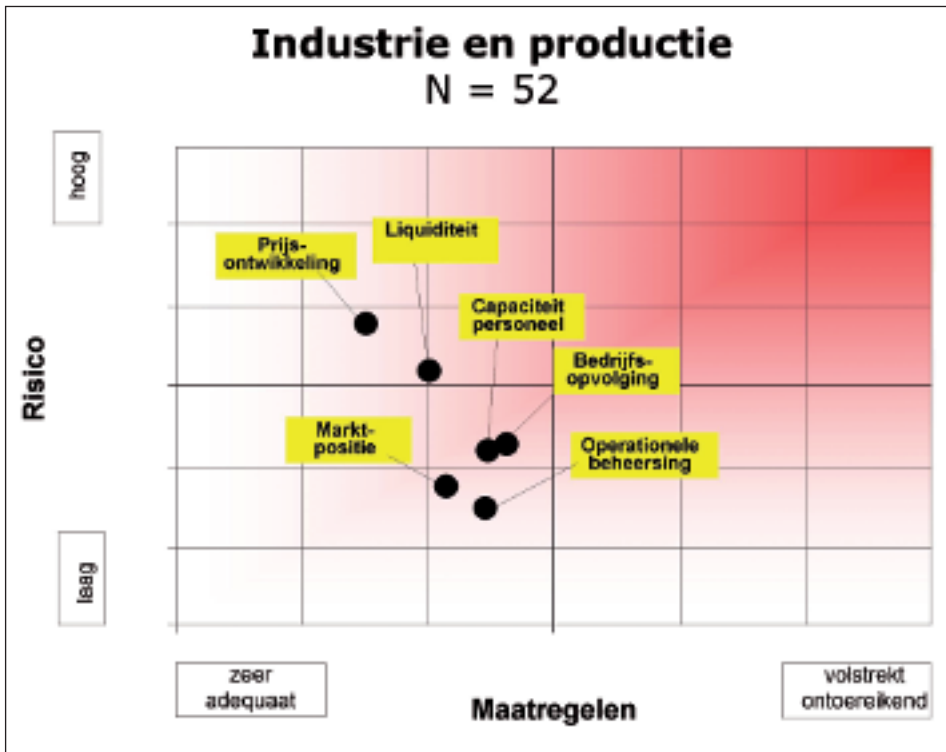 Industrie en productie
N = 52
hoog
Liquiditeit
Prijs-
ontwikkeling
Capaciteit
personeel
Risico
Bedrijfs-
opvolging
Markt-
positie
Operationele
beheersing
laag
zeer
adequaat
Maatregelen
volstrekt
ontoereikend